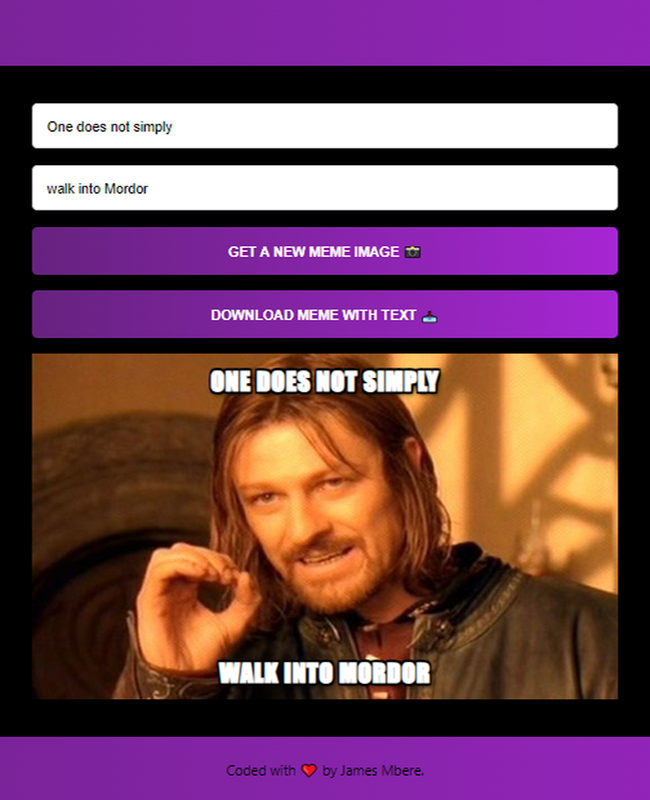 One does not simply
walk into Mordor
GET A NEW MEME IMAGE 📸
DOWNLOAD MEME WITH TEXT 📥
ONE DOES NOT SIMPLY
WALK INTO MORDOR
Coded with ❤️ by James Mbere.